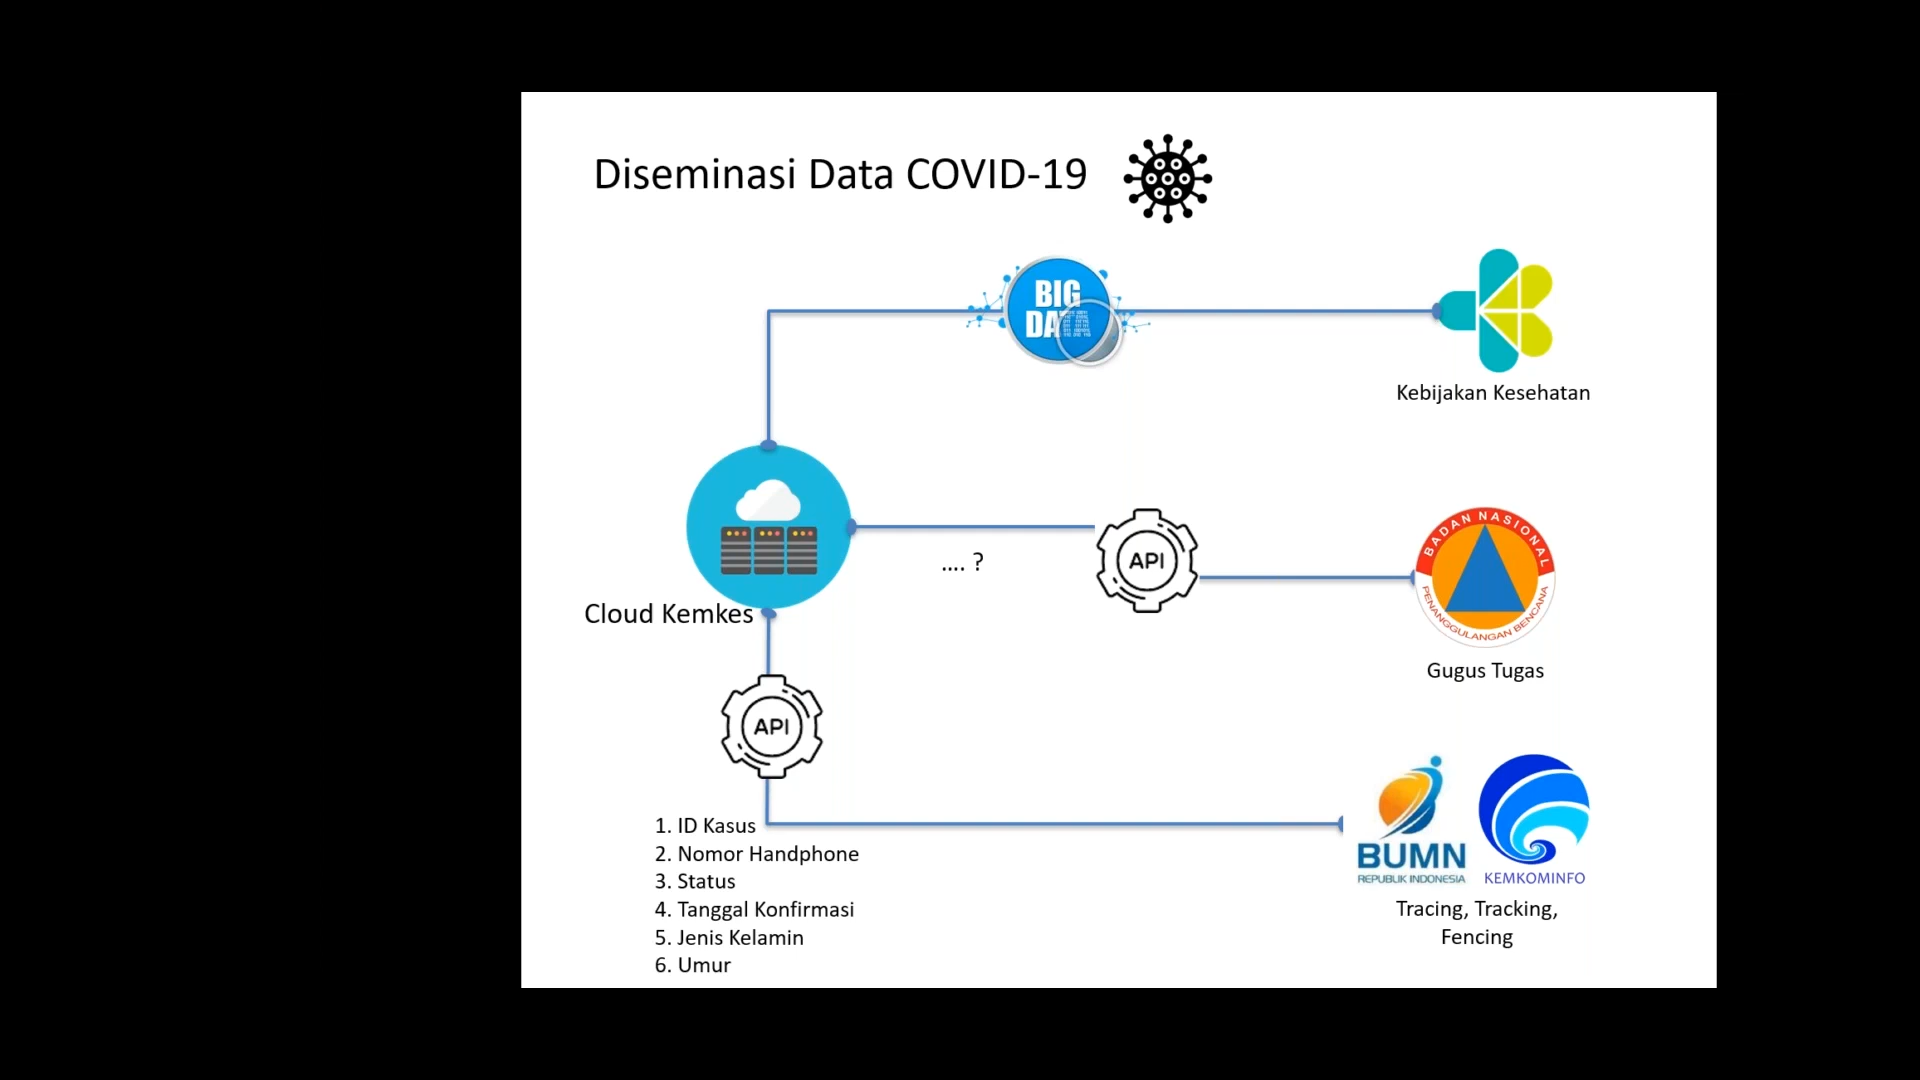 Diseminasi Data COVID-19
BIG
DATA
Kebijakan Kesehatan
Cloud Kemkes
.... ?
API
BADAN NASIONAL
PENANGGULANGAN BENCANA
Gugus Tugas
API
1. ID Kasus
2. Nomor Handphone
3. Status
4. Tanggal Konfirmasi
5. Jenis Kelamin
6. Umur
BUMN
REPUBLIK INDONESIA
KEMKOMINFO
Tracing, Tracking,
Fencing